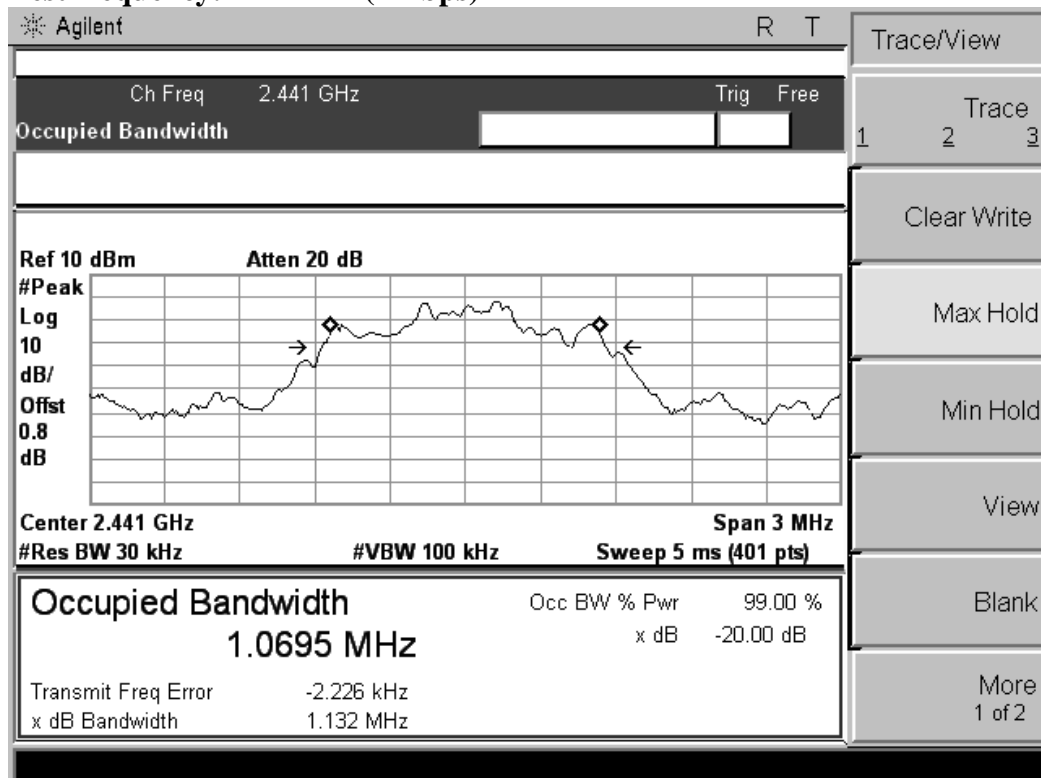 Agilent R T
Trace/View
Ch Freq 2.441 GHz Trig Free
Occupied Bandwidth
Trace
1 2 3
Clear Write
Ref 10 dBm Atten 20 dB
#Peak
Log
10
dB/
Offst
0.8
dB
Max Hold
Min Hold
Center 2.441 GHz Span 3 MHz
#Res BW 30 kHz #VBW 100 kHz Sweep 5 ms (401 pts)
View
Occupied Bandwidth Occ BW % Pwr 99.00 %
1.0695 MHz x dB -20.00 dB
Blank
Transmit Freq Error -2.226 kHz
x dB Bandwidth 1.132 MHz
More
1 of 2